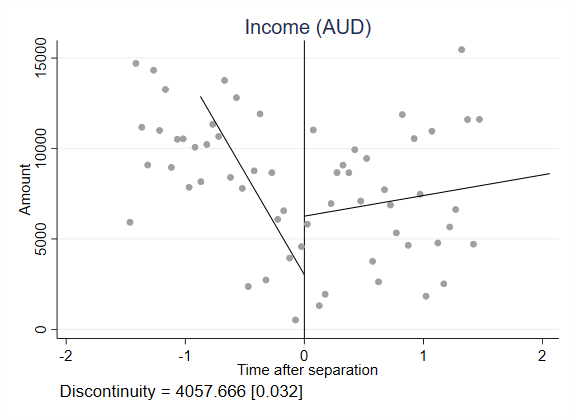 Income (AUD)
15000
10000
5000
0
Amount
-2
-1
0
1
2
Time after separation
Discontinuity = 4057.666 [0.032]